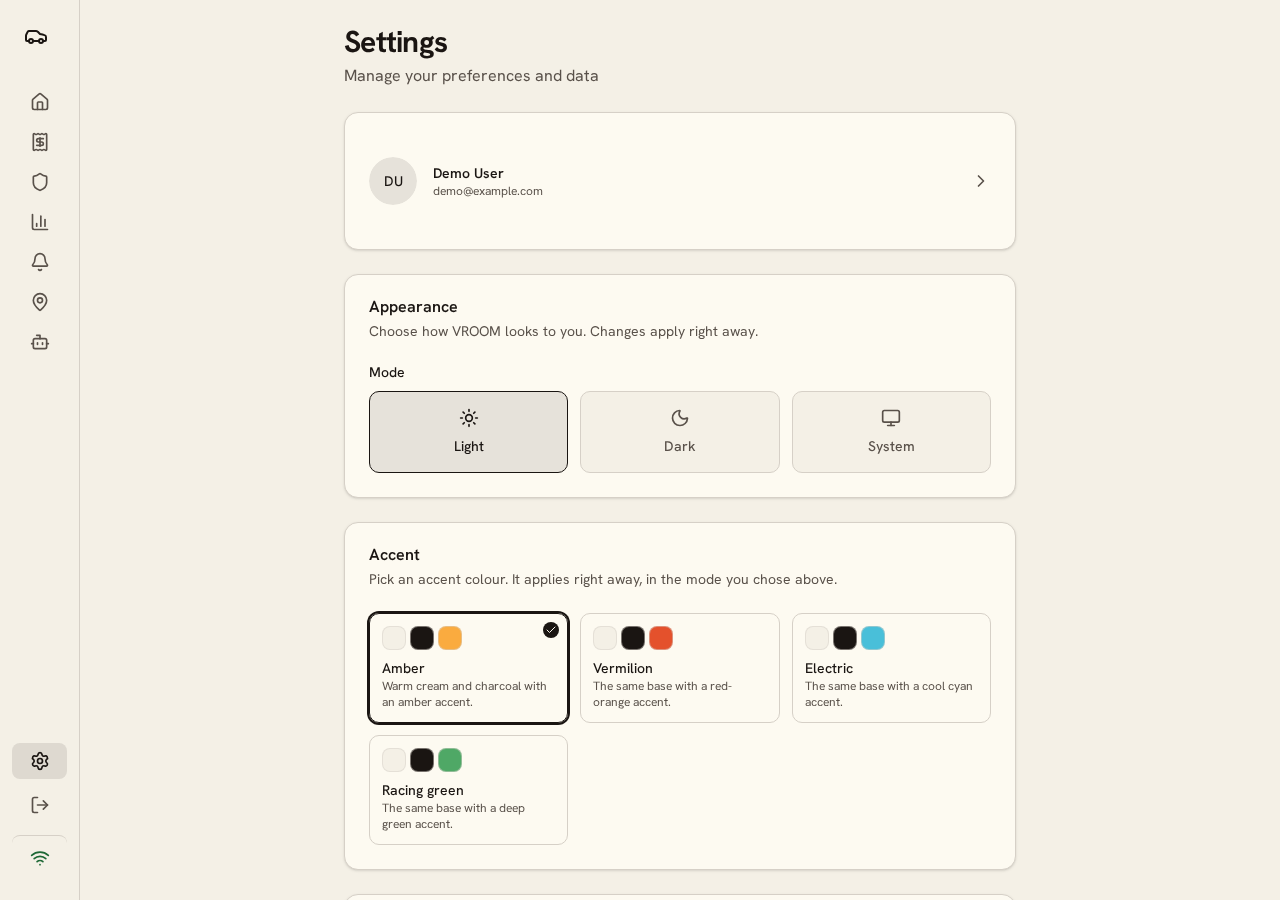 Settings
Manage your preferences and data
DU
Demo User
demo@example.com
Appearance
Choose how VROOM looks to you. Changes apply right away.
Mode
Light
Dark
System
Accent
Pick an accent colour. It applies right away, in the mode you chose above.
Amber
Warm cream and charcoal with
an amber accent.
Vermilion
The same base with a red-
orange accent.
Electric
The same base with a cool cyan
accent.
Racing green
The same base with a deep
green accent.